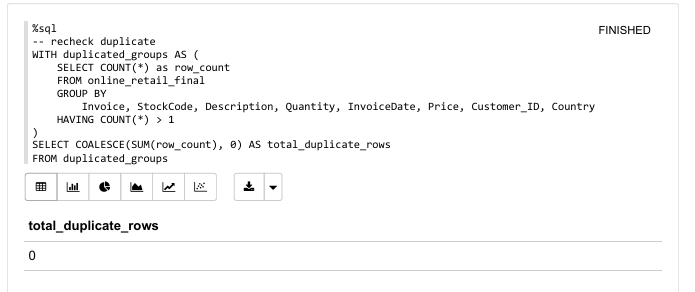 %sql
FINISHED
-- recheck duplicate
WITH duplicated_groups AS (
    SELECT COUNT(*) as row_count
    FROM online_retail_final
    GROUP BY
        Invoice, StockCode, Description, Quantity, InvoiceDate, Price, Customer_ID, Country
    HAVING COUNT(*) > 1
)
SELECT COALESCE(SUM(row_count), 0) AS total_duplicate_rows
FROM duplicated_groups
total_duplicate_rows
0